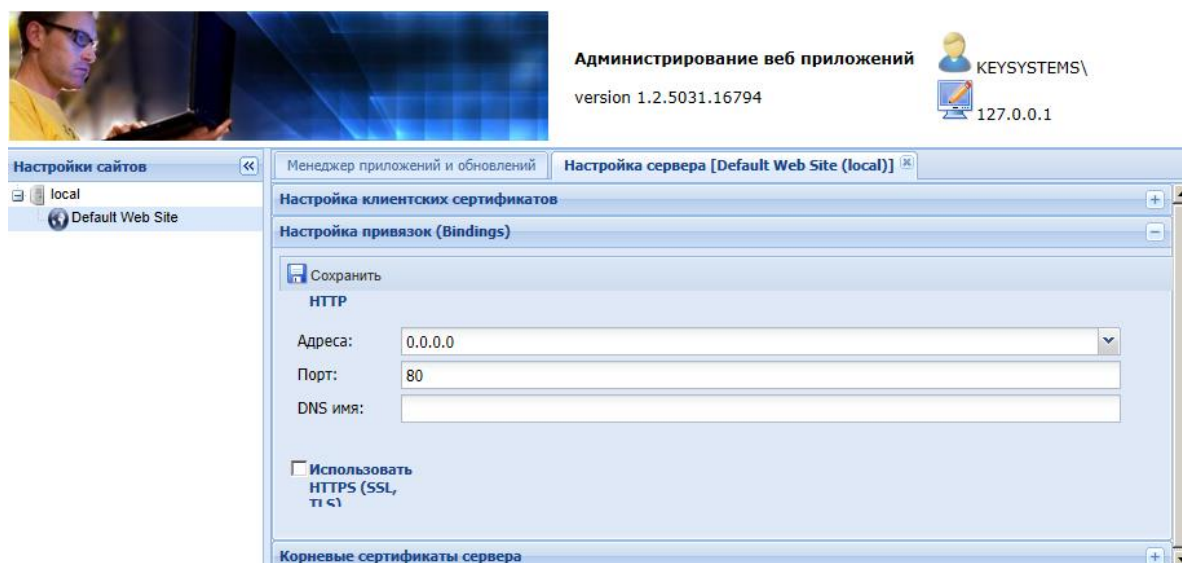 Администрирование веб приложений
version 1.2.5031.16794
KEYSYSTEMS\
127.0.0.1
Настройки сайтов
local
Default Web Site
Менеджер приложений и обновлений
Настройка сервера [Default Web Site (local)]
Настройка клиентских сертификатов
Настройка привязок (Bindings)
Сохранить
HTTP
Адреса:
0.0.0.0
Порт:
80
DNS имя:
Использовать
HTTPS (SSL,
TLS)
Корневые сертификаты сервера